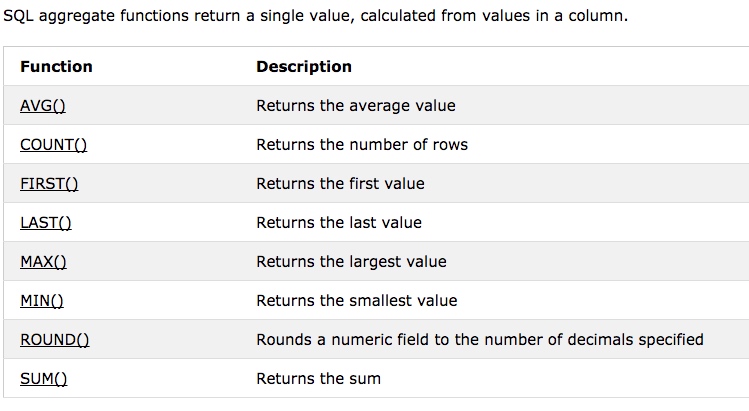 SQL aggregate functions return a single value, calculated from values in a column.
Function Description
AVG() Returns the average value
COUNT() Returns the number of rows
FIRST() Returns the first value
LAST() Returns the last value
MAX() Returns the largest value
MIN() Returns the smallest value
ROUND() Rounds a numeric field to the number of decimals specified
SUM() Returns the sum